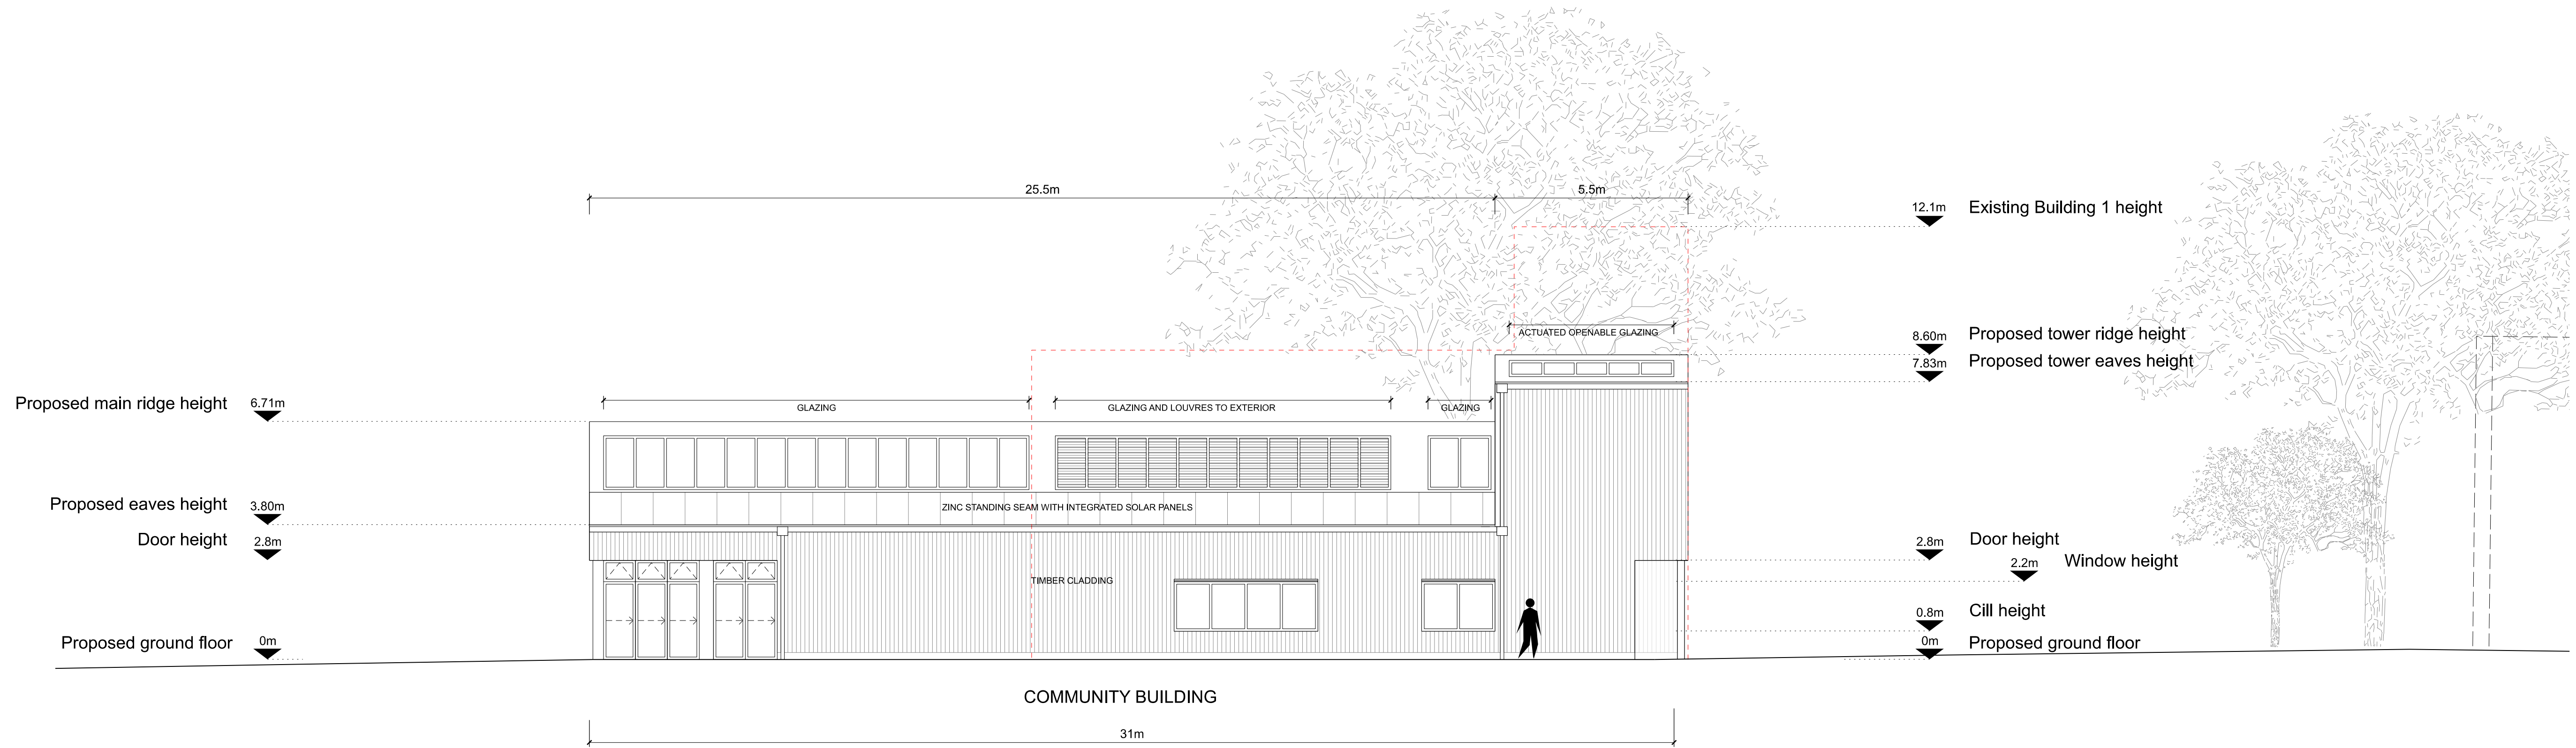 25.5m
5.5m
12.1m Existing Building 1 height
ACTUATED OPENABLE GLAZING
8.60m Proposed tower ridge height
7.83m Proposed tower eaves height
Proposed main ridge height 6.71m
GLAZING
GLAZING AND LOUVRES TO EXTERIOR
GLAZING
Proposed eaves height 3.80m
ZINC STANDING SEAM WITH INTEGRATED SOLAR PANELS
Door height 2.8m
2.8m Door height
2.2m Window height
TIMBER CLADDING
0.8m Cill height
Proposed ground floor 0m
0m Proposed ground floor
COMMUNITY BUILDING
31m